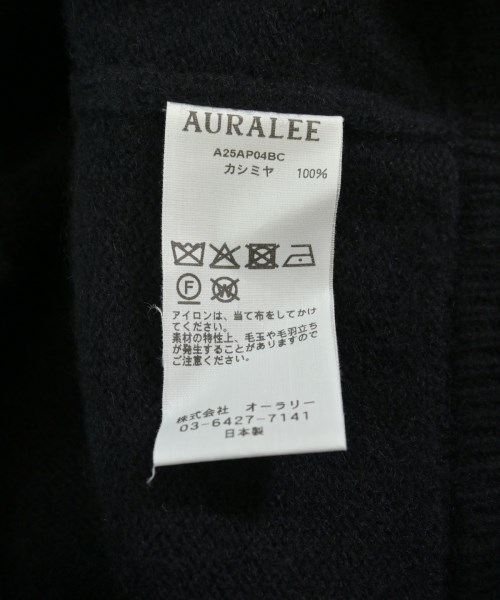 AURALEE
A25AP04BC
カシミヤ 100%
F
W
アイロンは、当て布をしてかけ
てください。
素材の特性上、毛玉や毛羽立ち
が発生することがありますので
ご注意ください。
株式会社 オーラリー
03-6427-7141
日本製